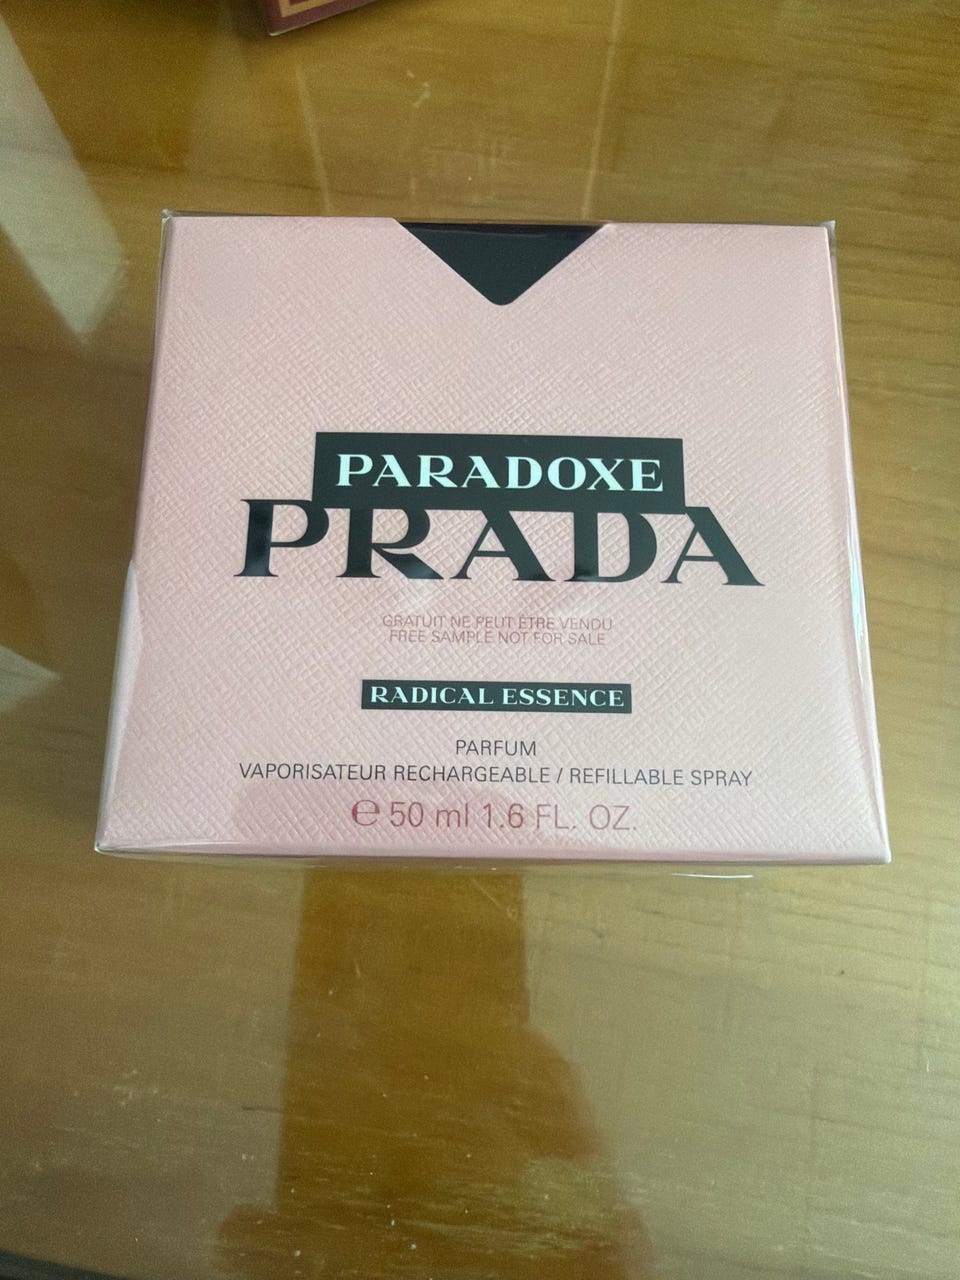 PARADOXE
PRADA
GRATUIT NE PEUT ÊTRE VENDU
FREE SAMPLE NOT FOR SALE
RADICAL ESSENCE
PARFUM
VAPORISATEUR RECHARGEABLE / REFILLABLE SPRAY
℮ 50 ml 1.6 FL. OZ.